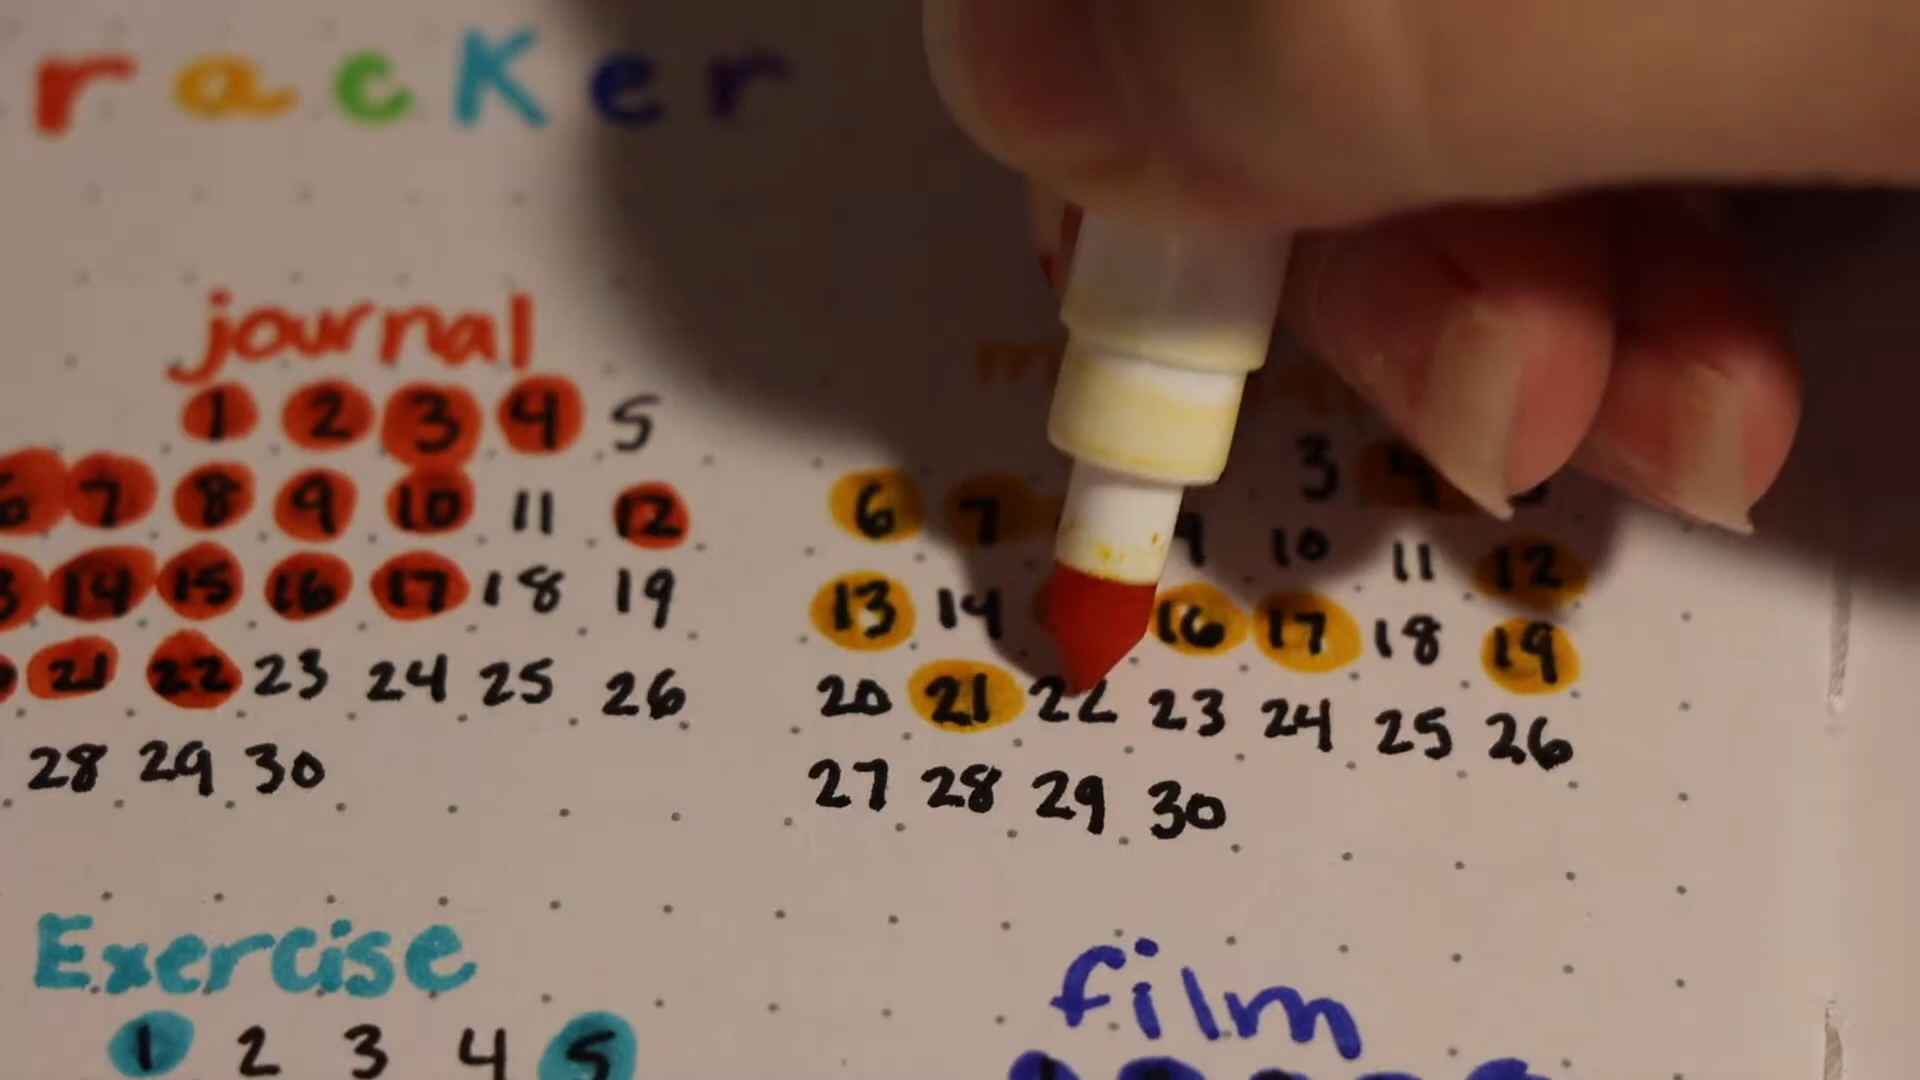 racKer
journal
1 2 3 4 5
6 7 8 9 10 11 12
14 15 16 17 18 19
21 22 23 24 25 26
28 29 30
3 4
6 7 9 10 11 12
13 14 16 17 18 19
20 21 22 23 24 25 26
27 28 29 30
Exercise
1 2 3 4 5
film